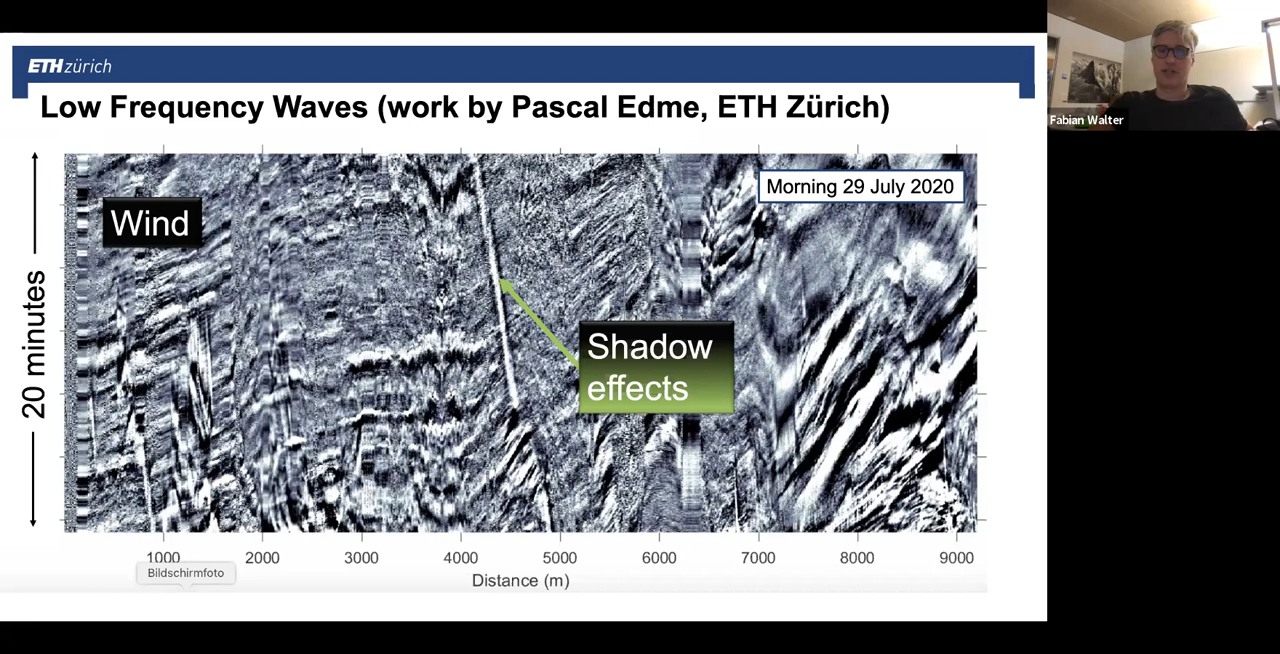 ETH zürich
Low Frequency Waves (work by Pascal Edme, ETH Zürich)
Fabian Walter
Morning 29 July 2020
Wind
Shadow
effects
20 minutes
1000 2000 3000 4000 5000 6000 7000 8000 9000
Bildschirmfoto
Distance (m)